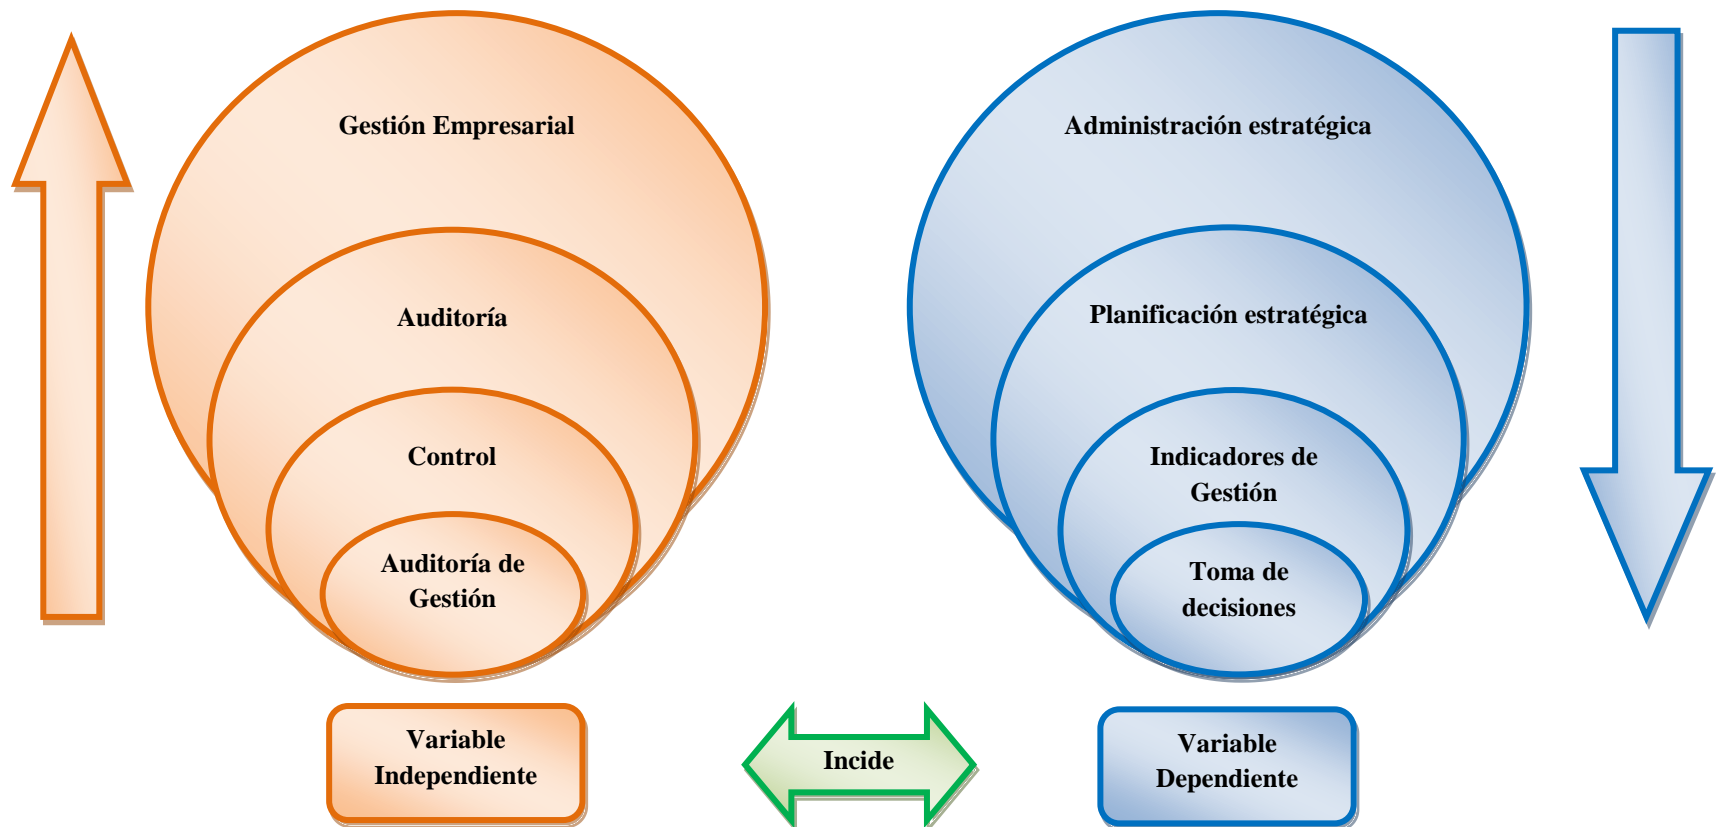 Gestión Empresarial
Auditoría
Control
Auditoría de
Gestión
Variable
Independiente
Incide
Administración estratégica
Planificación estratégica
Indicadores de
Gestión
Toma de
decisiones
Variable
Dependiente